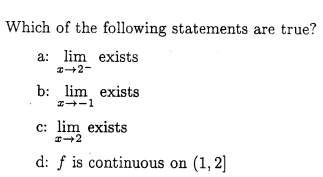 Which of the following statements are true?
a: lim exists
x→2-
b: lim exists
x→-1
c: lim exists
x→2
d: f is continuous on (1,2]